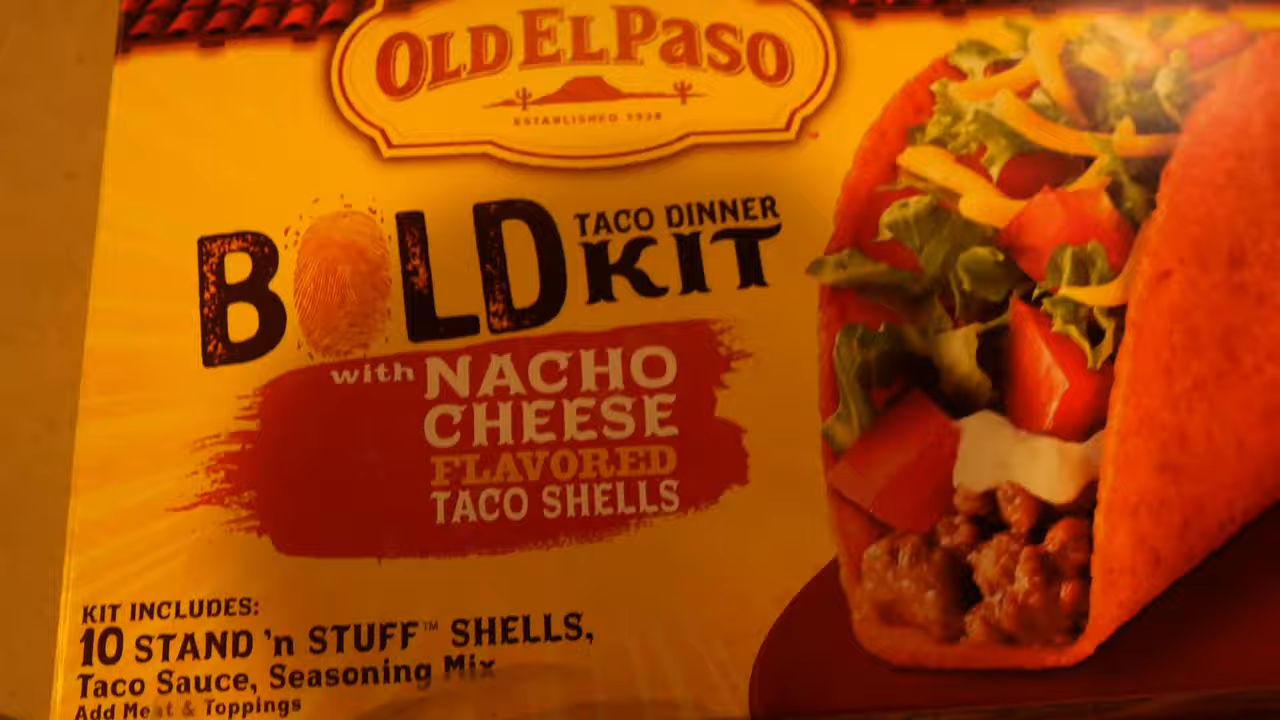 OLD EL PASO
ESTABLISHED 1938
BOLD TACO DINNER KIT
with NACHO
CHEESE
FLAVORED
TACO SHELLS
KIT INCLUDES:
10 STAND 'n STUFF™ SHELLS,
Taco Sauce, Seasoning Mix
Add Meat & Toppings